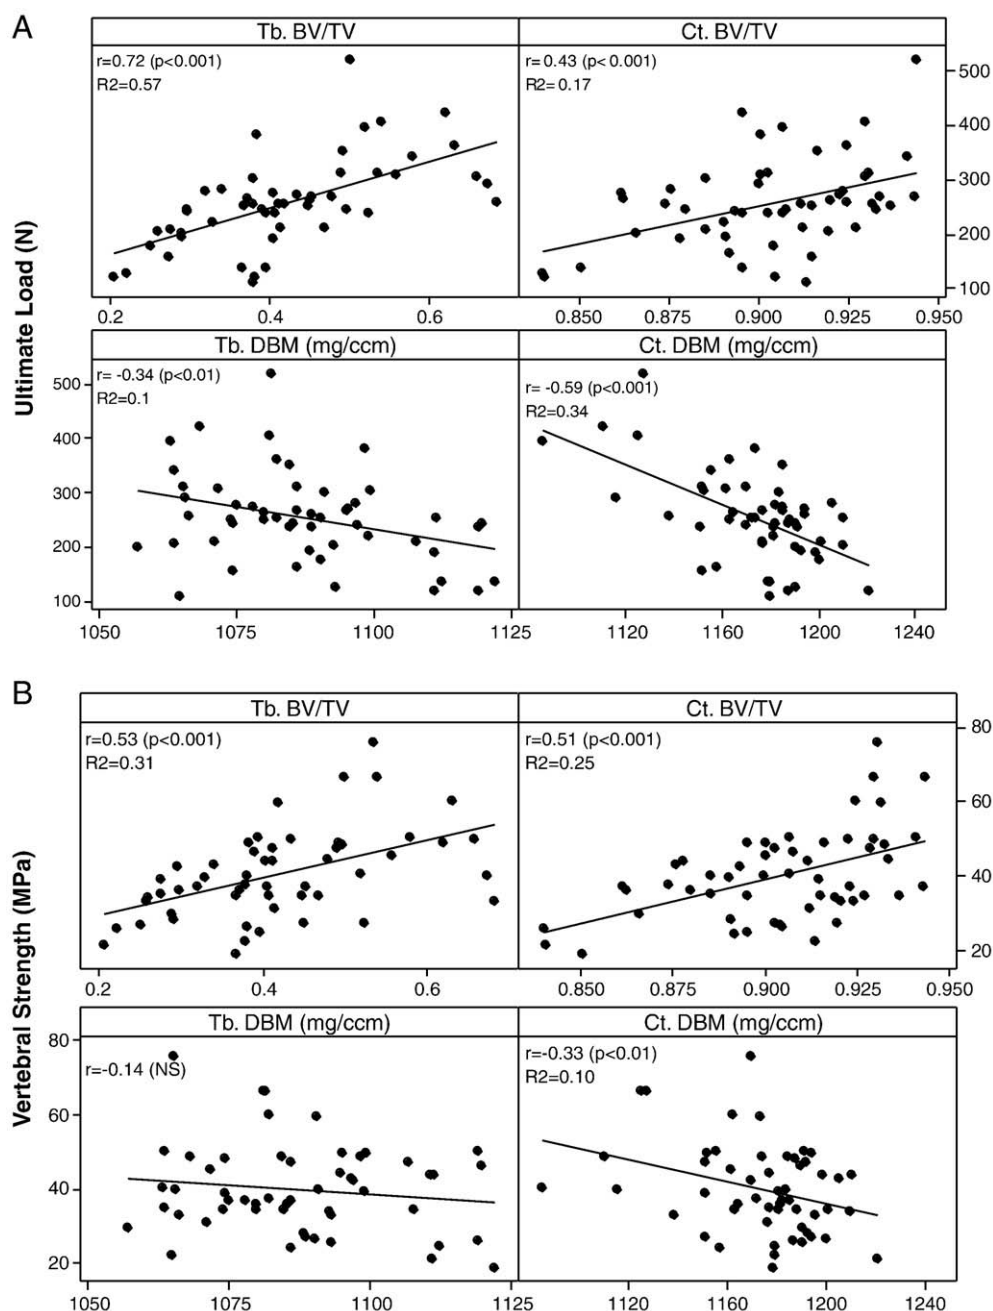 A
Tb. BV/TV
Ct. BV/TV
r=0.72 (p<0.001)
R2=0.57
r= 0.43 (p< 0.001)
R2= 0.17
500
400
300
200
100
0.2
0.4
0.6
0.850
0.875
0.900
0.925
0.950
Ultimate Load (N)
Tb. DBM (mg/ccm)
Ct. DBM (mg/ccm)
r= -0.34 (p<0.01)
R2=0.1
r= -0.59 (p<0.001)
R2=0.34
500
400
300
200
100
1050
1075
1100
1125
1120
1160
1200
1240
B
Tb. BV/TV
Ct. BV/TV
r=0.53 (p<0.001)
R2=0.31
r=0.51 (p<0.001)
R2=0.25
80
60
40
20
0.2
0.4
0.6
0.850
0.875
0.900
0.925
0.950
Vertebral Strength (MPa)
Tb. DBM (mg/ccm)
Ct. DBM (mg/ccm)
r=-0.14 (NS)
r=-0.33 (p<0.01)
R2=0.10
80
60
40
20
1050
1075
1100
1125
1120
1160
1200
1240